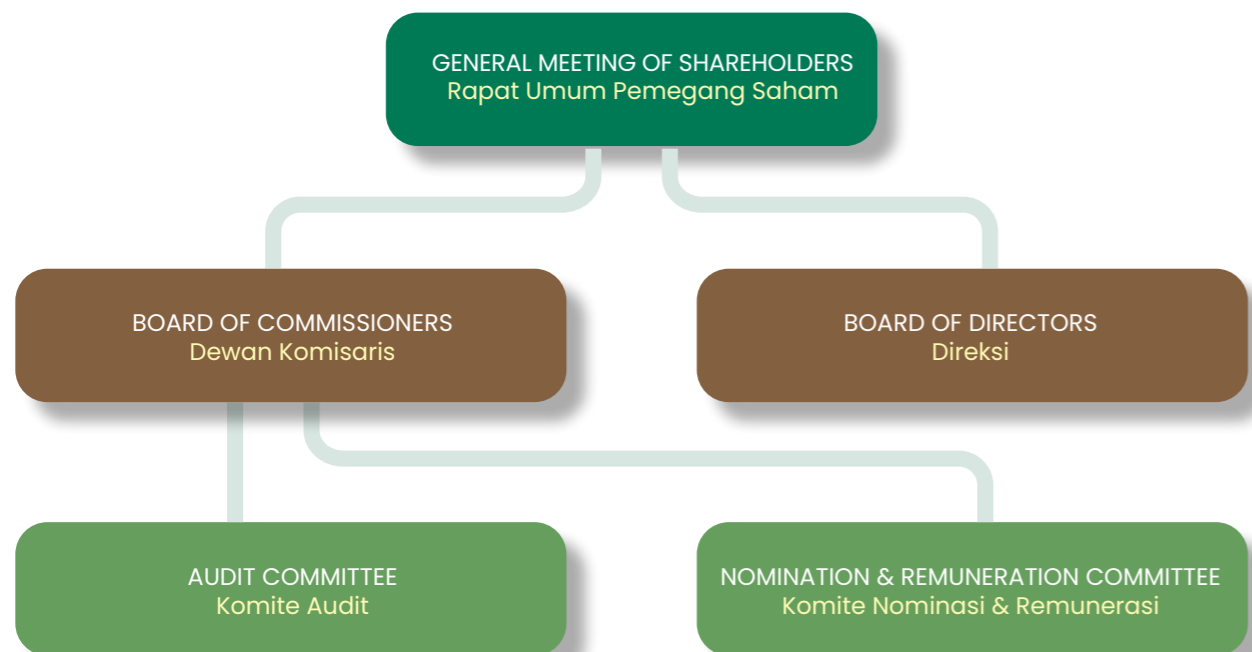 GENERAL MEETING OF SHAREHOLDERS
Rapat Umum Pemegang Saham
BOARD OF COMMISSIONERS
Dewan Komisaris
BOARD OF DIRECTORS
Direksi
AUDIT COMMITTEE
Komite Audit
NOMINATION & REMUNERATION COMMITTEE
Komite Nominasi & Remunerasi